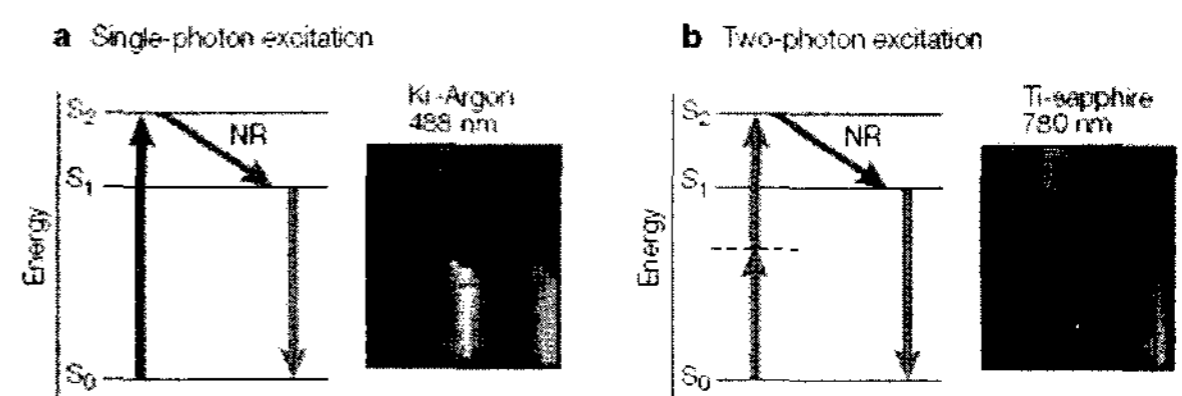 a Single-photon excitation
Kr-Argon
488 nm
S2
NR
S1
Energy
S0
b Two-photon excitation
Ti-sapphire
780 nm
S2
NR
S1
Energy
S0